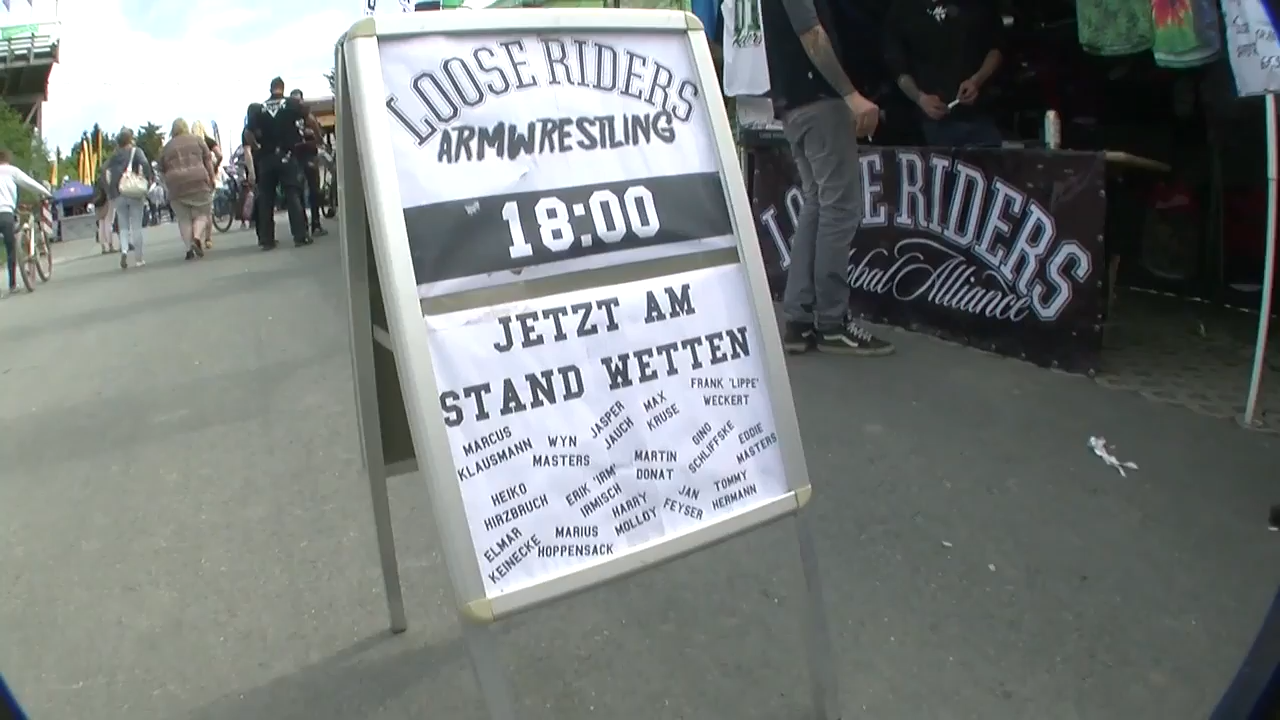 LOOSE RIDERS
ARMWRESTLING
18:00
JETZT AM
STAND WETTEN
FRANK 'LIPPE'
WECKERT
MARCUS
KLAUSMANN
WYN
MASTERS
JASPER
JAUCH
MAX
KRUSE
GINO
SCHLIFFSKE
EDDIE
MASTERS
MARTIN
DONAT
HEIKO
HIRZBRUCH
ERIK 'IRM'
IRMISCH
HARRY
MOLLOY
JAN
FEYSER
TOMMY
HERMANN
ELMAR
KEINECKE
MARIUS
HOPPENSACK
RIDERS
Alliance